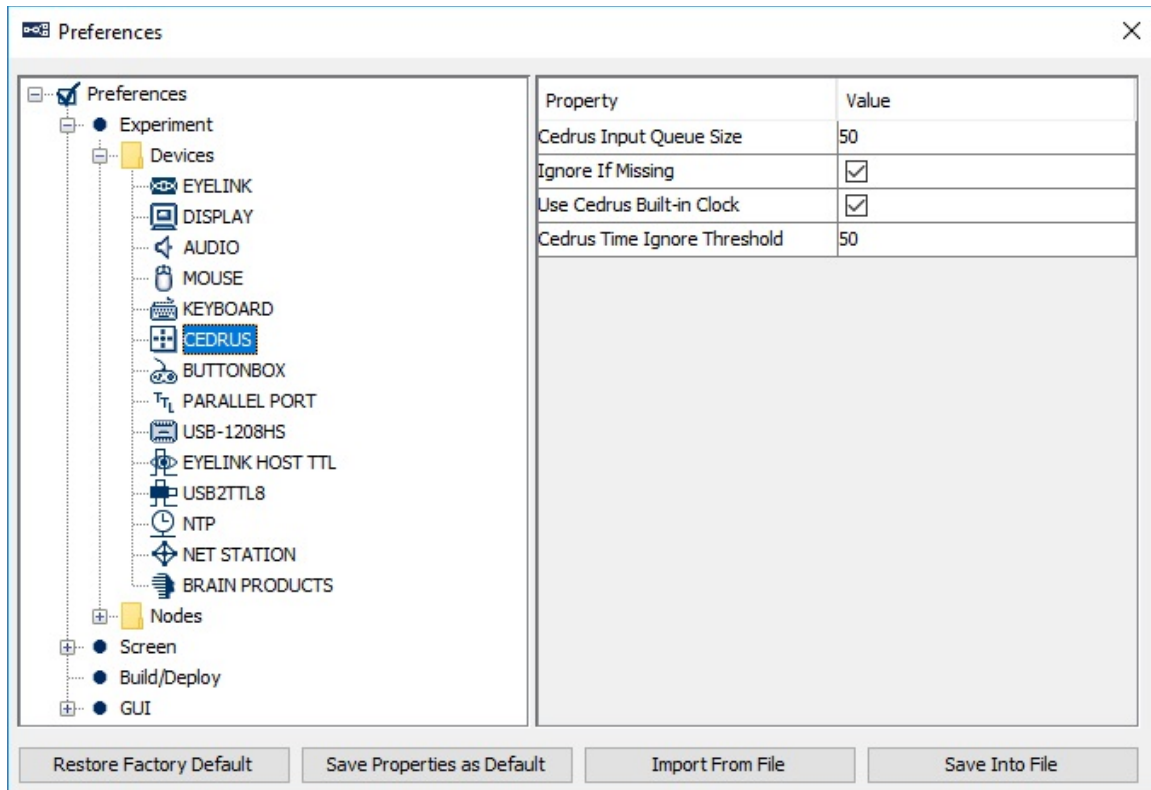 Preferences
Preferences
Experiment
Devices
EYELINK
DISPLAY
AUDIO
MOUSE
KEYBOARD
CEDRUS
BUTTONBOX
TTL PARALLEL PORT
USB-1208HS
EYELINK HOST TTL
USB2TTL8
NTP
NET STATION
BRAIN PRODUCTS
Nodes
Screen
Build/Deploy
GUI
Property Value
Cedrus Input Queue Size 50
Ignore If Missing
Use Cedrus Built-in Clock
Cedrus Time Ignore Threshold 50
Restore Factory Default Save Properties as Default Import From File Save Into File